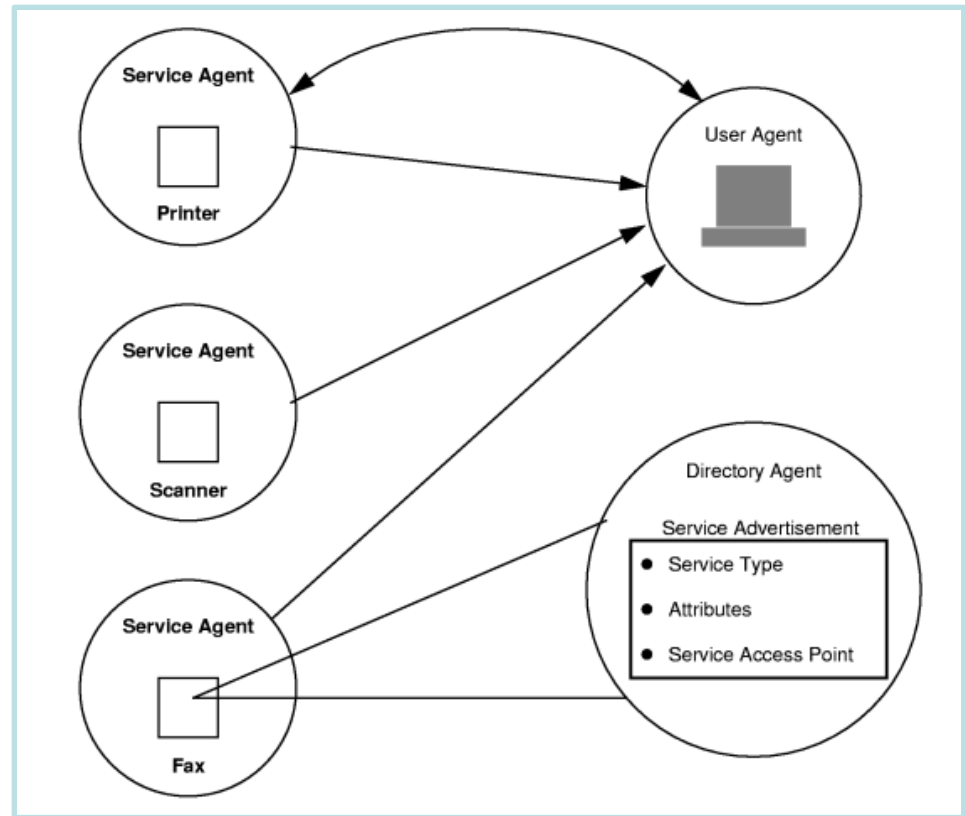 Service Agent
Printer
User Agent
Service Agent
Scanner
Directory Agent
Service Advertisement
Service Type
Attributes
Service Access Point
Service Agent
Fax